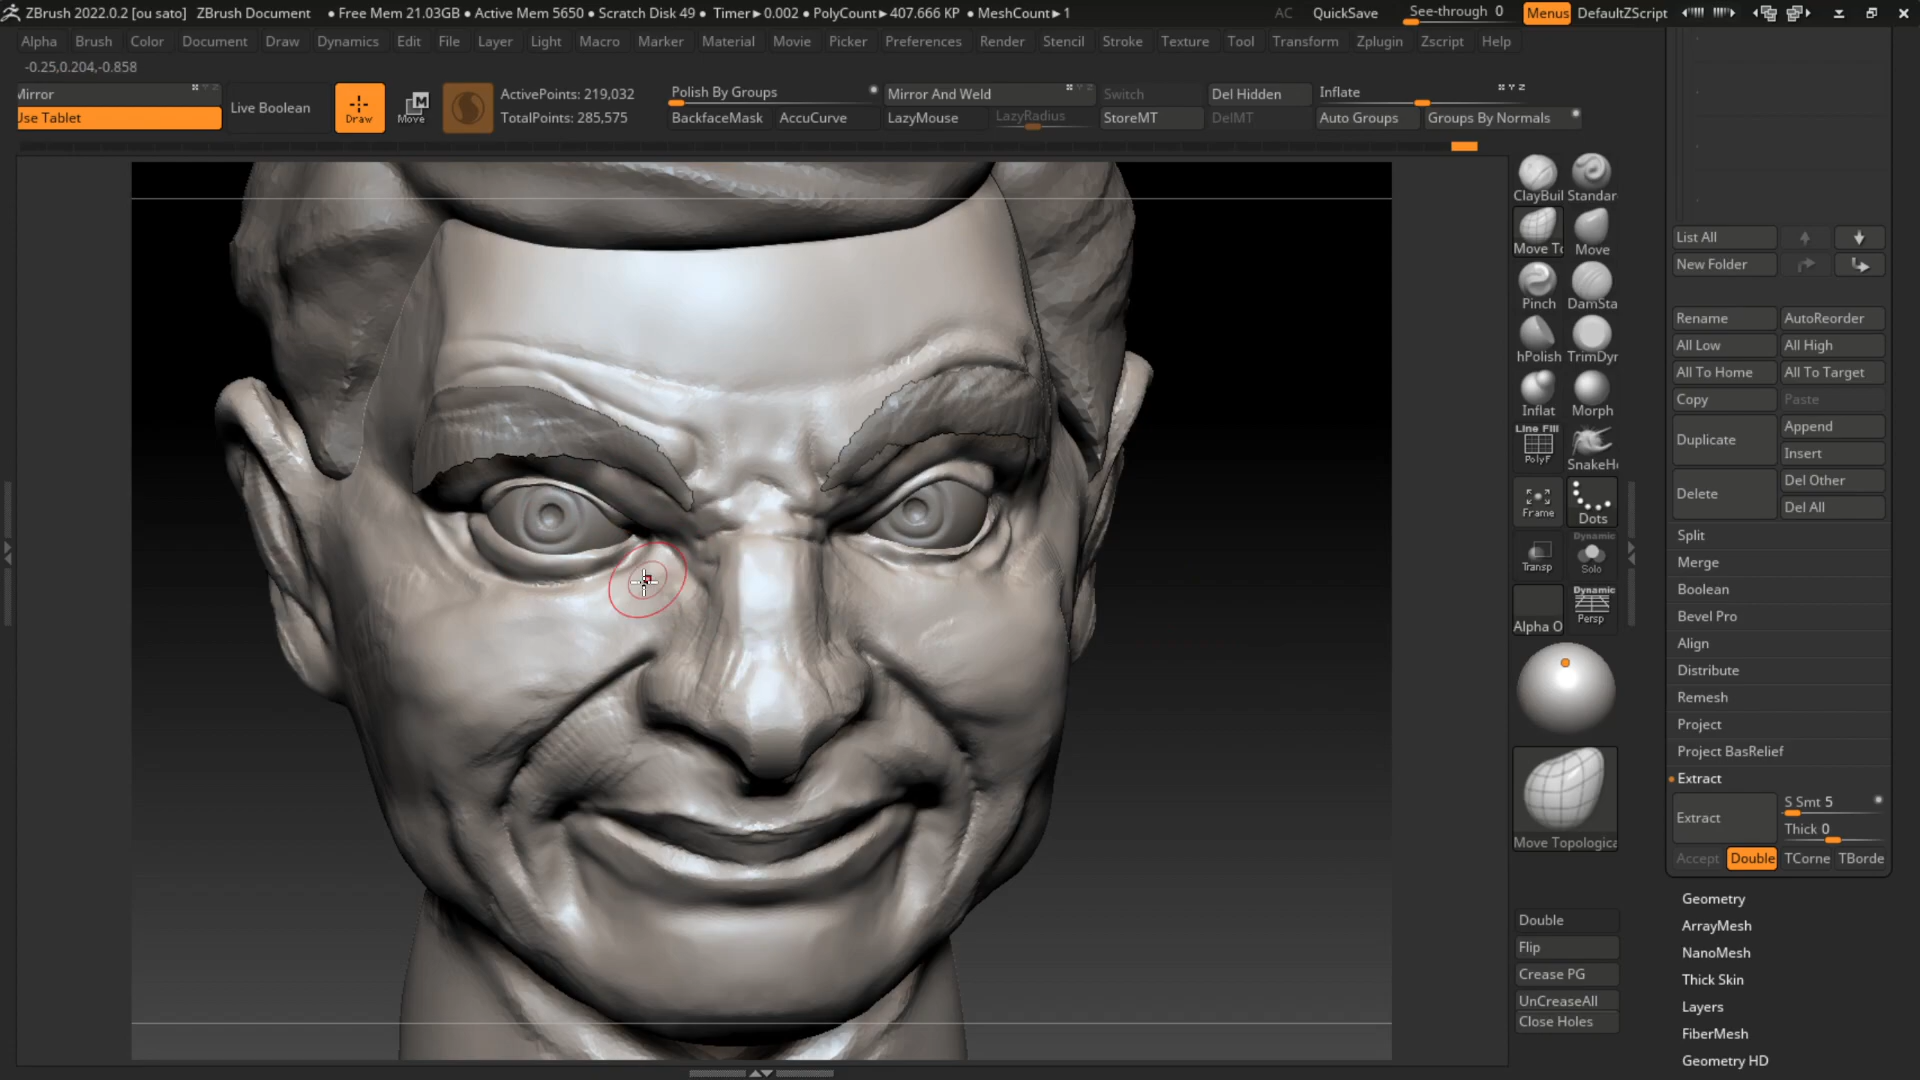 ZBrush 2022.0.2 [ou sato] ZBrush Document • Free Mem 21.03GB • Active Mem 5650 • Scratch Disk 49 • Timer▸0.002 • PolyCount▸407.666 KP • MeshCount▸1 AC QuickSave See-through 0 Menus DefaultZScript
Alpha Brush Color Document Draw Dynamics Edit File Layer Light Macro Marker Material Movie Picker Preferences Render Stencil Stroke Texture Tool Transform Zplugin Zscript Help
-0.25,0.204,-0.858
Mirror
Use Tablet
Live Boolean
Draw
M
Move
ActivePoints: 219,032
TotalPoints: 285,575
Polish By Groups
BackfaceMask
AccuCurve
Mirror And Weld
LazyMouse
LazyRadius
Switch
StoreMT
Del Hidden
DelMT
Inflate
Auto Groups
Groups By Normals
ClayBuil Standar
Move To Move
Pinch DamSta
hPolish TrimDyn
Inflat Morph
Line Fill
PolyF SnakeH
Frame Dots
Dynamic
Transp Solo
Dynamic
Persp
Alpha O
Move Topologica
Double
Flip
Crease PG
UnCreaseAll
Close Holes
List All
New Folder
Rename AutoReorder
All Low All High
All To Home All To Target
Copy Paste
Duplicate Append
Insert
Delete Del Other
Del All
Split
Merge
Boolean
Bevel Pro
Align
Distribute
Remesh
Project
Project BasRelief
Extract
Extract S Smt 5
Thick 0
Accept Double TCorne TBorde
Geometry
ArrayMesh
NanoMesh
Thick Skin
Layers
FiberMesh
Geometry HD